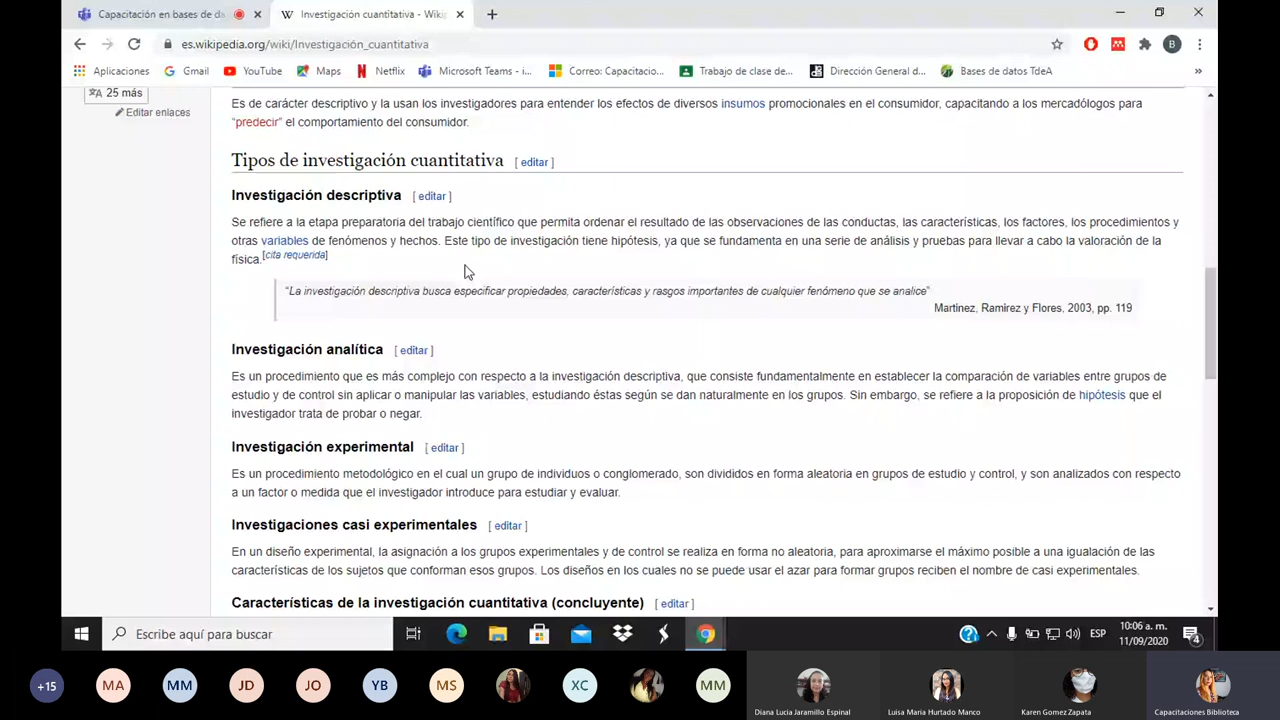 Capacitación en bases de da
Investigación cuantitativa - Wikip
es.wikipedia.org/wiki/Investigación_cuantitativa
B
Aplicaciones
Gmail
YouTube
Maps
Netflix
Microsoft Teams - i...
Correo: Capacitacio...
Trabajo de clase de...
Dirección General d...
Bases de datos TdeA
»
25 más
Editar enlaces
Es de carácter descriptivo y la usan los investigadores para entender los efectos de diversos insumos promocionales en el consumidor, capacitando a los mercadólogos para
“predecir” el comportamiento del consumidor.
Tipos de investigación cuantitativa [ editar ]
Investigación descriptiva [ editar ]
Se refiere a la etapa preparatoria del trabajo científico que permita ordenar el resultado de las observaciones de las conductas, las características, los factores, los procedimientos y
otras variables de fenómenos y hechos. Este tipo de investigación tiene hipótesis, ya que se fundamenta en una serie de análisis y pruebas para llevar a cabo la valoración de la
física.[cita requerida]
“La investigación descriptiva busca especificar propiedades, características y rasgos importantes de cualquier fenómeno que se analice”
Martinez, Ramirez y Flores, 2003, pp. 119
Investigación analítica [ editar ]
Es un procedimiento que es más complejo con respecto a la investigación descriptiva, que consiste fundamentalmente en establecer la comparación de variables entre grupos de
estudio y de control sin aplicar o manipular las variables, estudiando éstas según se dan naturalmente en los grupos. Sin embargo, se refiere a la proposición de hipótesis que el
investigador trata de probar o negar.
Investigación experimental [ editar ]
Es un procedimiento metodológico en el cual un grupo de individuos o conglomerado, son divididos en forma aleatoria en grupos de estudio y control, y son analizados con respecto
a un factor o medida que el investigador introduce para estudiar y evaluar.
Investigaciones casi experimentales [ editar ]
En un diseño experimental, la asignación a los grupos experimentales y de control se realiza en forma no aleatoria, para aproximarse el máximo posible a una igualación de las
características de los sujetos que conforman esos grupos. Los diseños en los cuales no se puede usar el azar para formar grupos reciben el nombre de casi experimentales.
Características de la investigación cuantitativa (concluyente) [ editar ]
Escribe aquí para buscar
ESP
10:06 a. m.
11/09/2020
4
+15
MA
MM
JD
JO
YB
MS
XC
MM
Diana Lucia Jaramillo Espinal
Luisa Maria Hurtado Manco
Karen Gomez Zapata
Capacitaciones Biblioteca